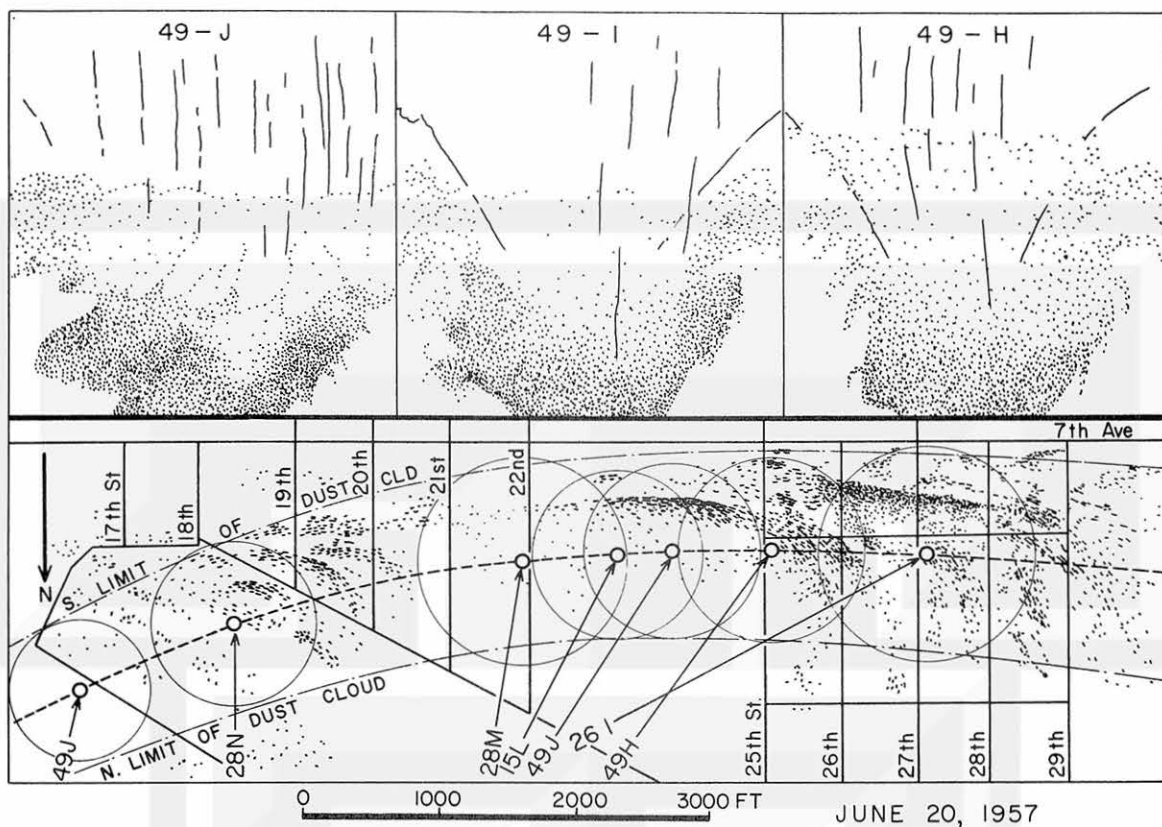 49-J
49-I
49-H
7th Ave
17th St
18th
19th
20th
21st
22nd
S. LIMIT OF DUST CLD
N
49J
N. LIMIT OF DUST CLOUD
28N
28M
15L
49J
26 I
49H
25th St
26th
27th
28th
29th
0 1000 2000 3000 FT
JUNE 20, 1957